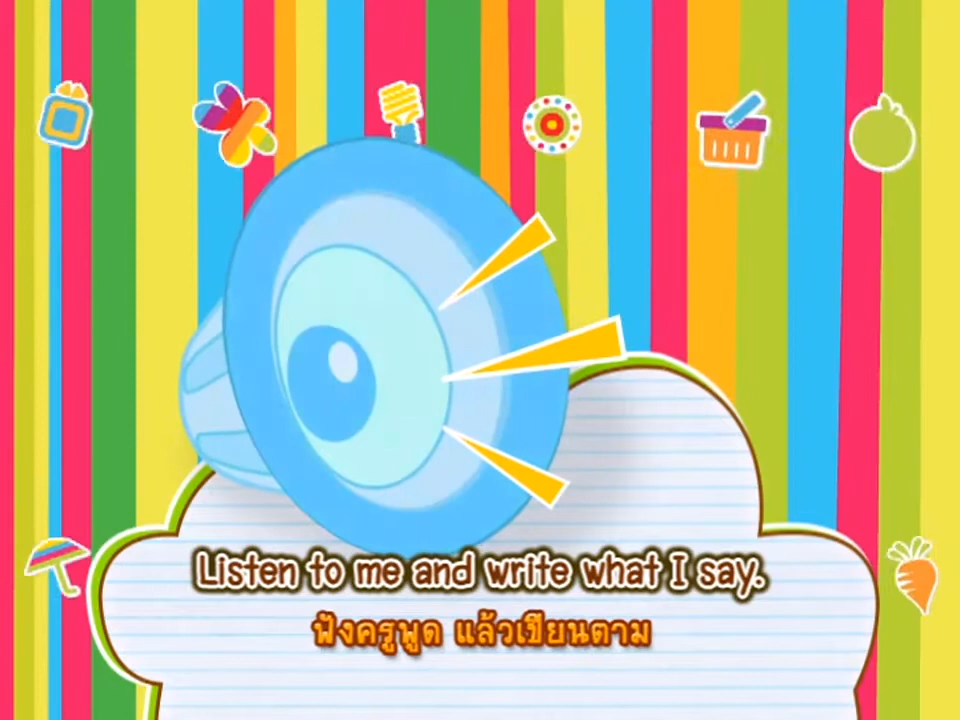 Listen to me and write what I say.
ฟังครูพูด แล้วเขียนตาม